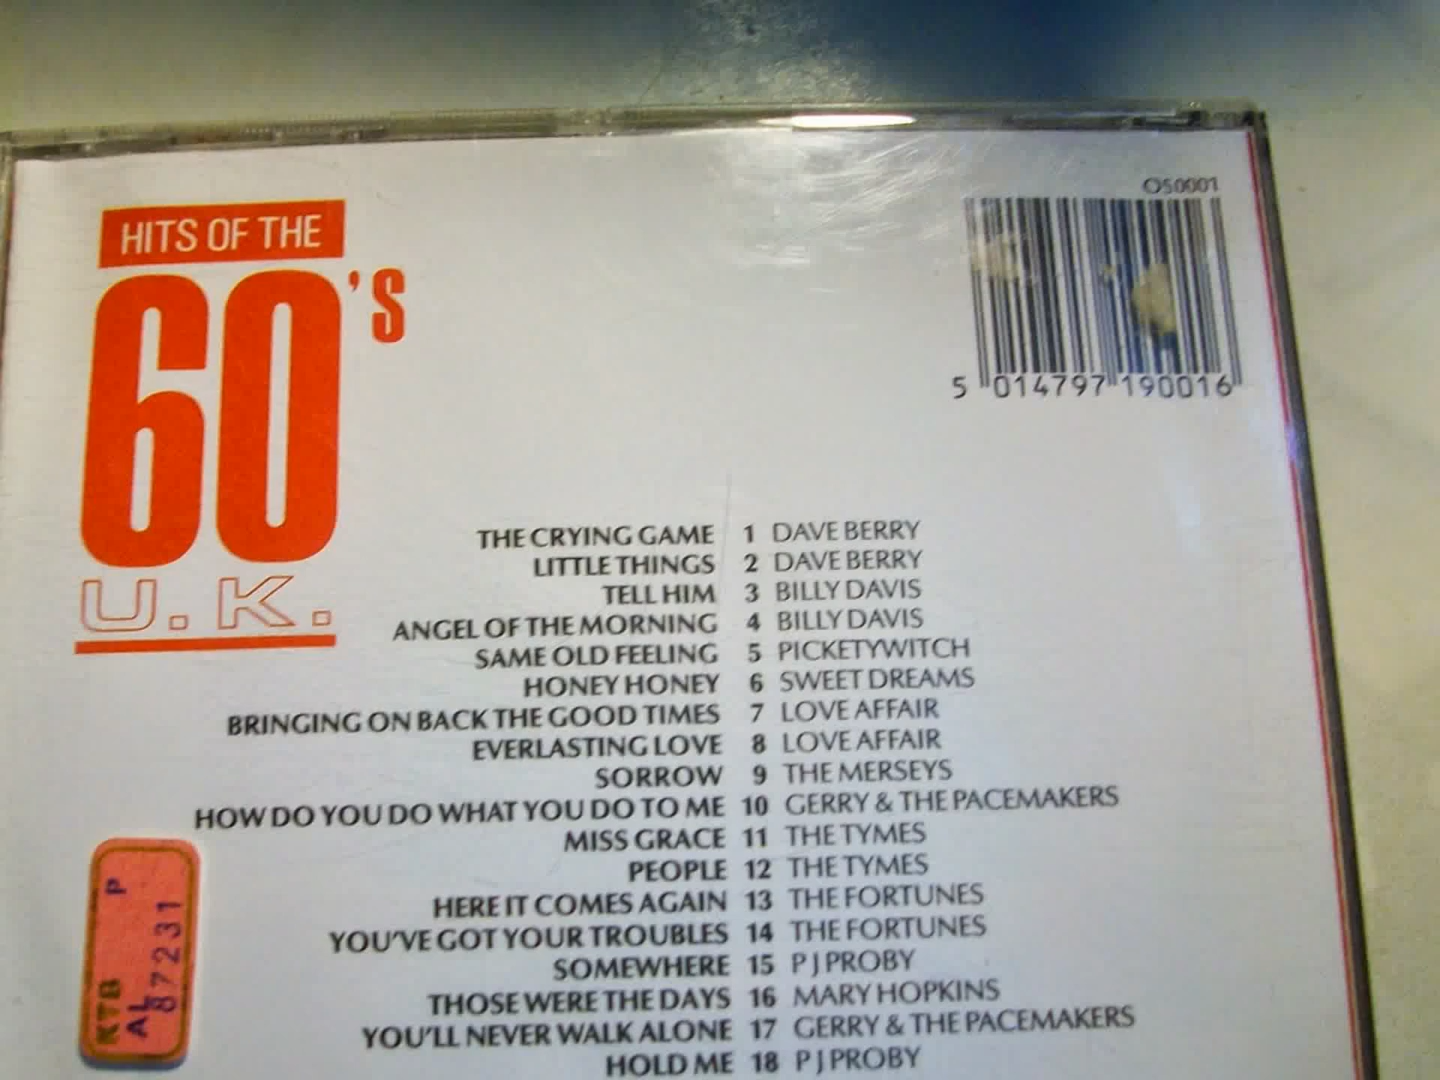 O50001
HITS OF THE
60'S
U.K.
5 014797 190016
THE CRYING GAME 1 DAVE BERRY
LITTLE THINGS 2 DAVE BERRY
TELL HIM 3 BILLY DAVIS
ANGEL OF THE MORNING 4 BILLY DAVIS
SAME OLD FEELING 5 PICKETYWITCH
HONEY HONEY 6 SWEET DREAMS
BRINGING ON BACK THE GOOD TIMES 7 LOVE AFFAIR
EVERLASTING LOVE 8 LOVE AFFAIR
SORROW 9 THE MERSEYS
HOW DO YOU DO WHAT YOU DO TO ME 10 GERRY & THE PACEMAKERS
MISS GRACE 11 THE TYMES
PEOPLE 12 THE TYMES
HERE IT COMES AGAIN 13 THE FORTUNES
YOU'VE GOT YOUR TROUBLES 14 THE FORTUNES
SOMEWHERE 15 P J PROBY
THOSE WERE THE DAYS 16 MARY HOPKINS
YOU'LL NEVER WALK ALONE 17 GERRY & THE PACEMAKERS
HOLD ME 18 P J PROBY
P
AL 87231